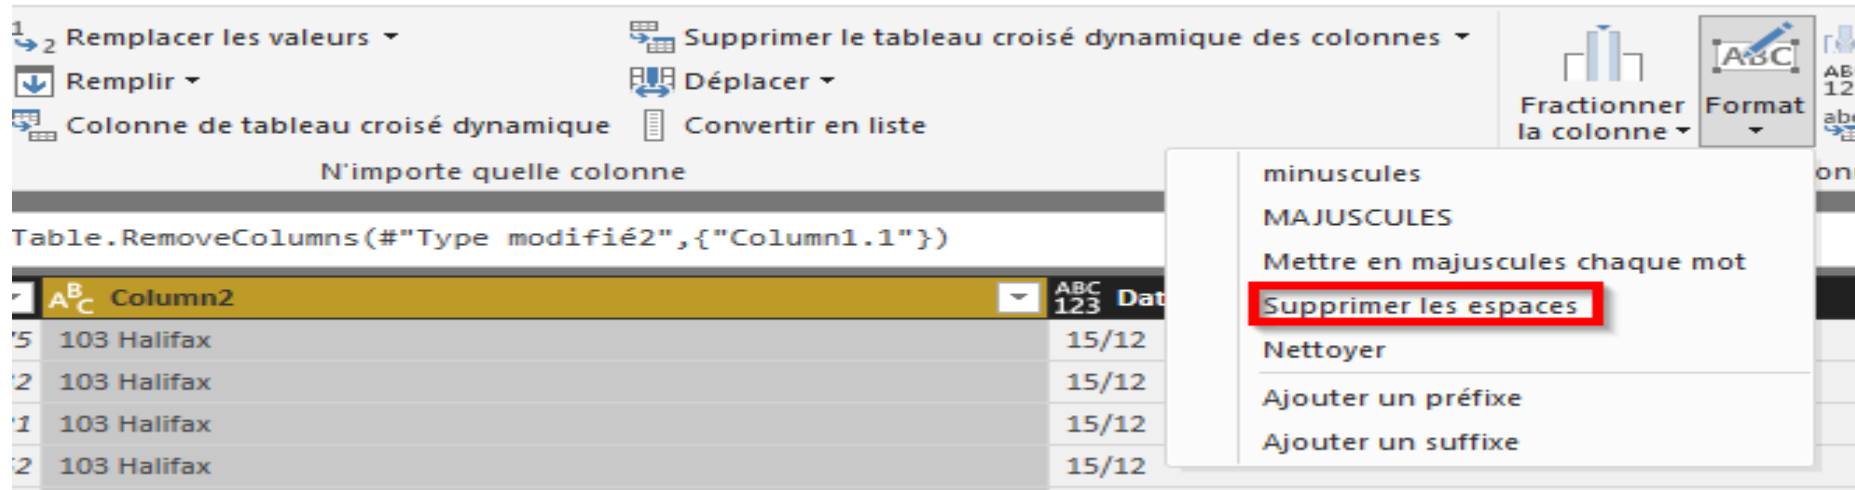 Remplacer les valeurs
Supprimer le tableau croisé dynamique des colonnes
Remplir
Déplacer
Colonne de tableau croisé dynamique
Convertir en liste
Fractionner
la colonne
Format
N'importe quelle colonne
minuscules
MAJUSCULES
Mettre en majuscules chaque mot
Supprimer les espaces
Nettoyer
Ajouter un préfixe
Ajouter un suffixe
Table.RemoveColumns(#"Type modifié2",{"Column1.1"})
ABC Column2
ABC 123 Dat
103 Halifax 15/12
103 Halifax 15/12
103 Halifax 15/12
103 Halifax 15/12